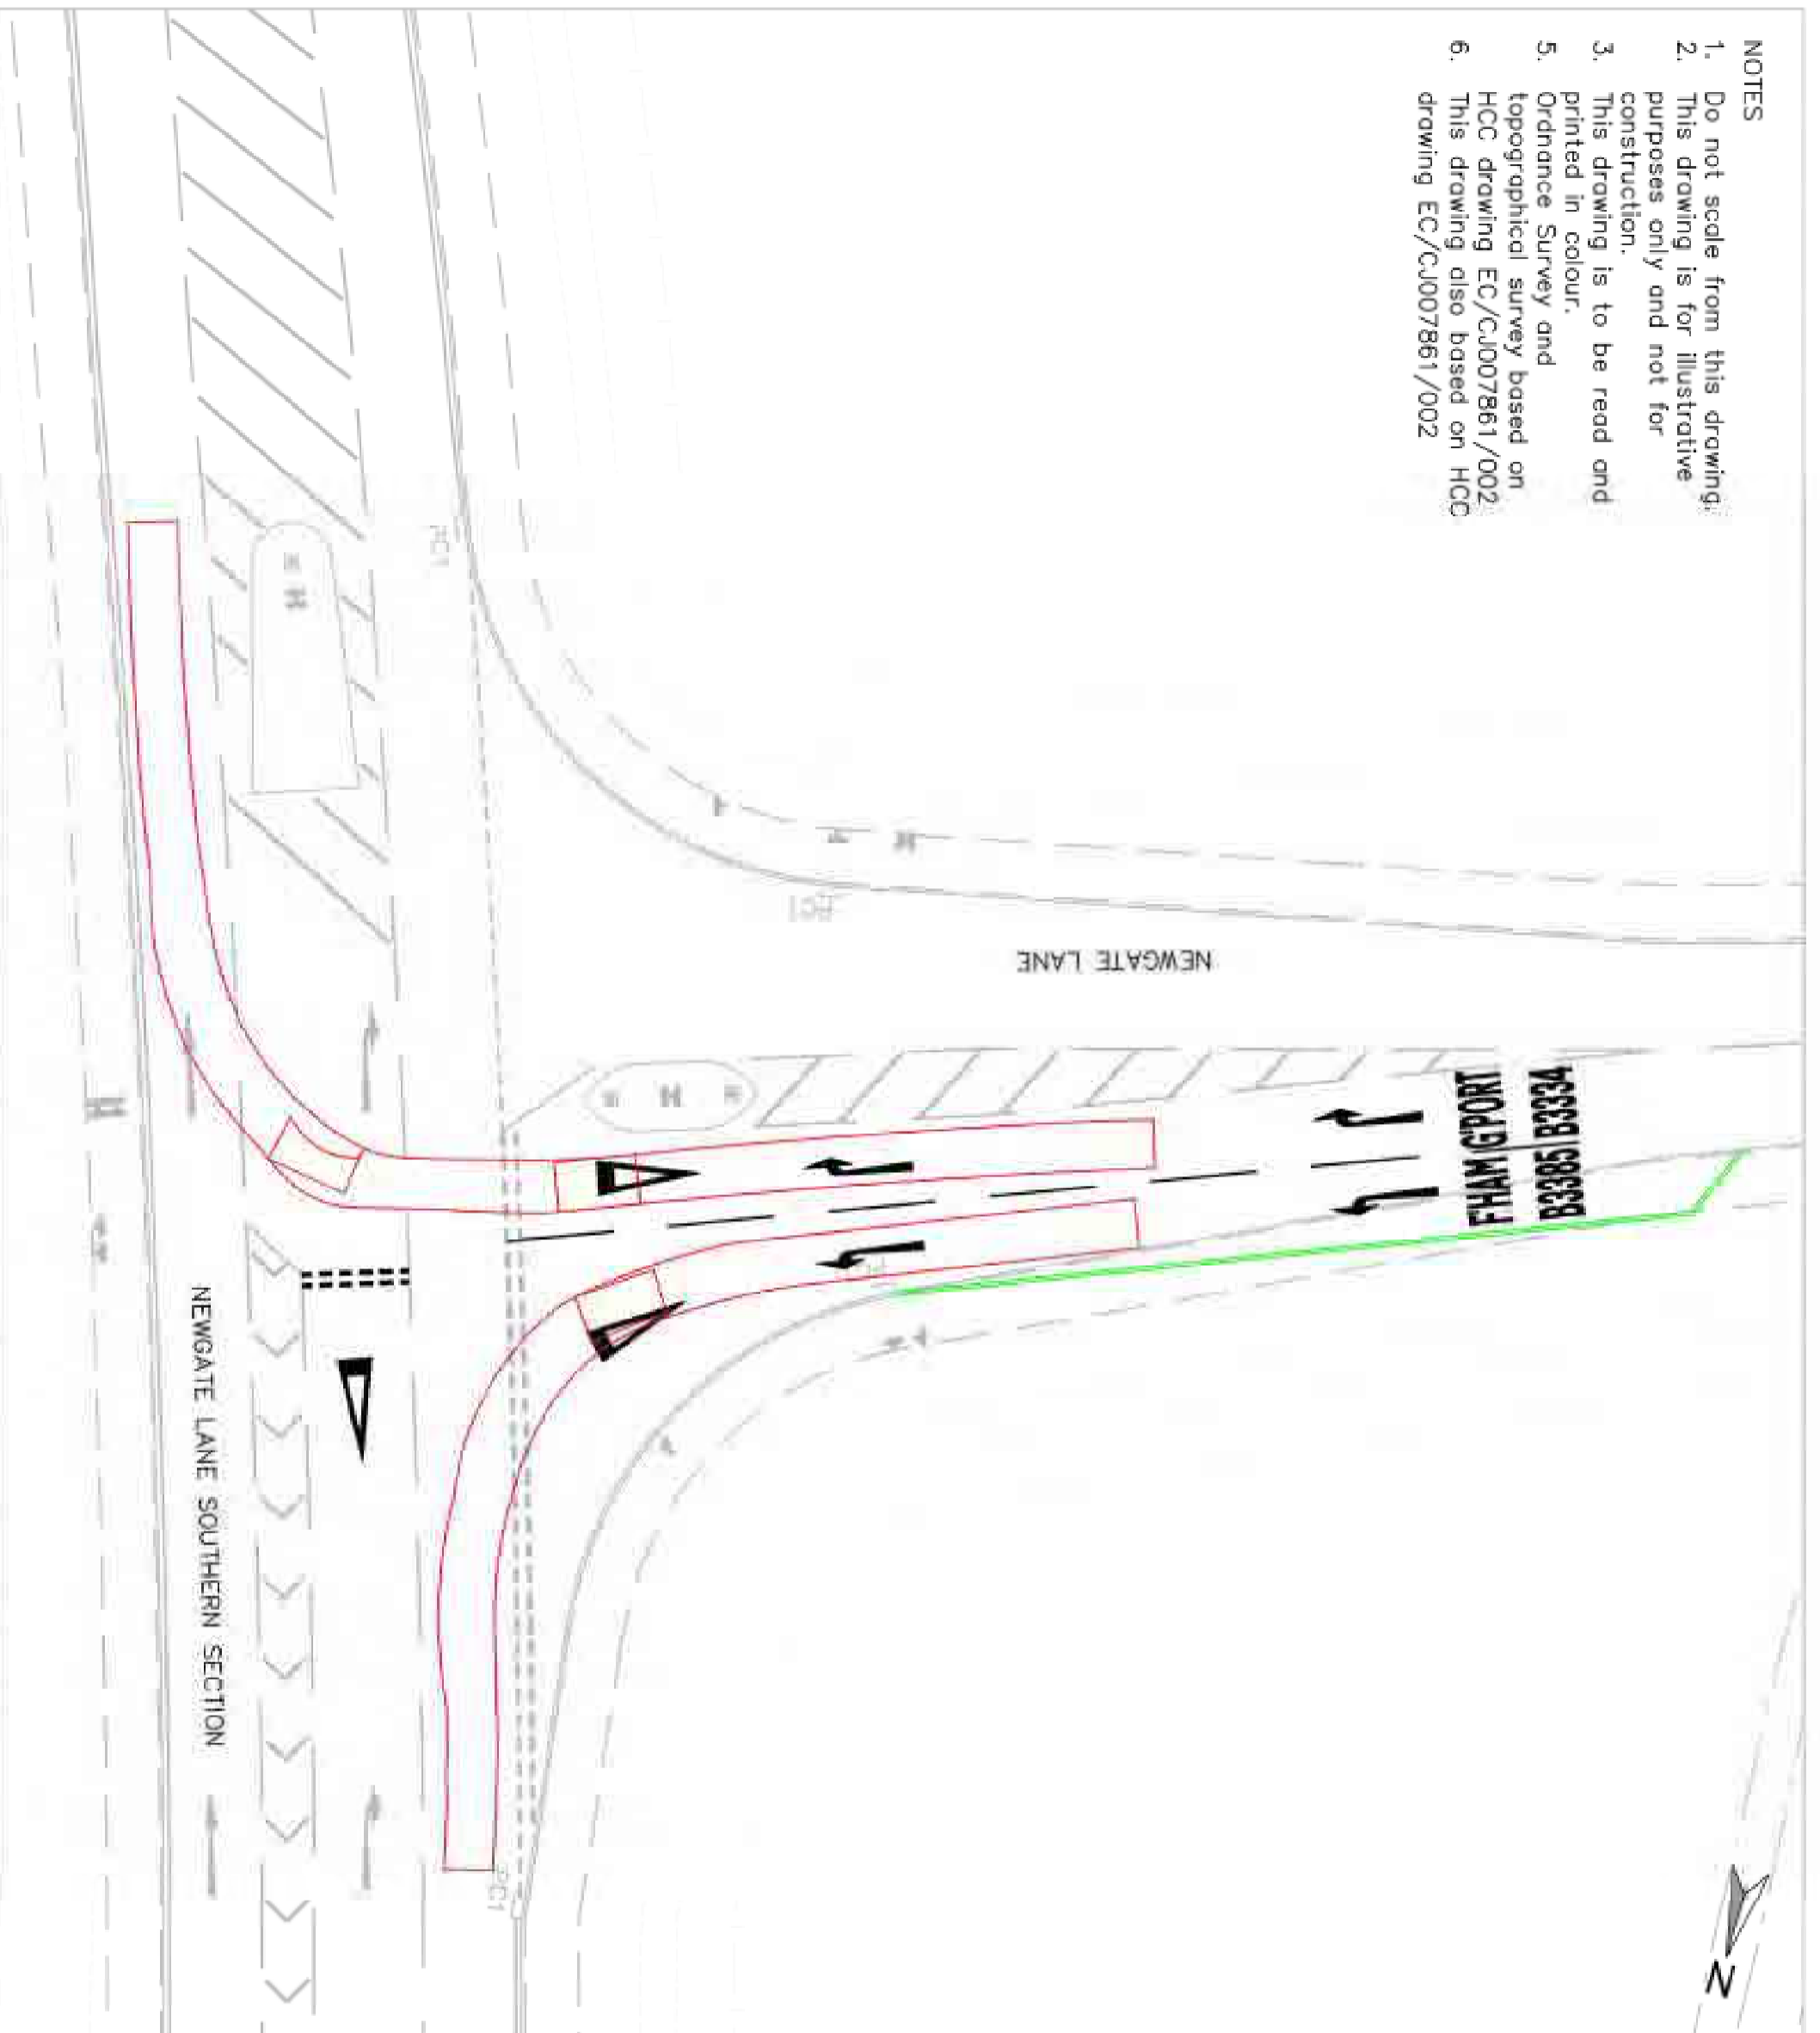 NOTES
1. Do not scale from this drawing.
2. This drawing is for illustrative
purposes only and not for
construction.
3. This drawing is to be read and
printed in colour.
5. Ordnance Survey and
topographical survey based on
HCC drawing EC/CJ007861/002
6. This drawing also based on HCC
drawing EC/CJ007861/002
NEWGATE LANE
F'HAM G'PORT
B3385 B3334
NEWGATE LANE SOUTHERN SECTION
N